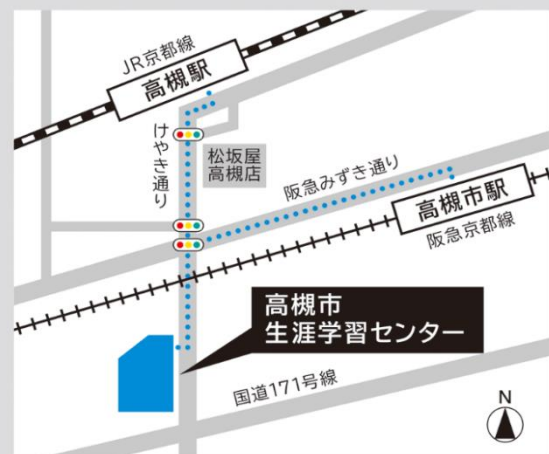 JR京都線
高槻駅
けやき通り
松坂屋
高槻店
阪急みずき通り
高槻市駅
阪急京都線
高槻市
生涯学習センター
国道171号線
N